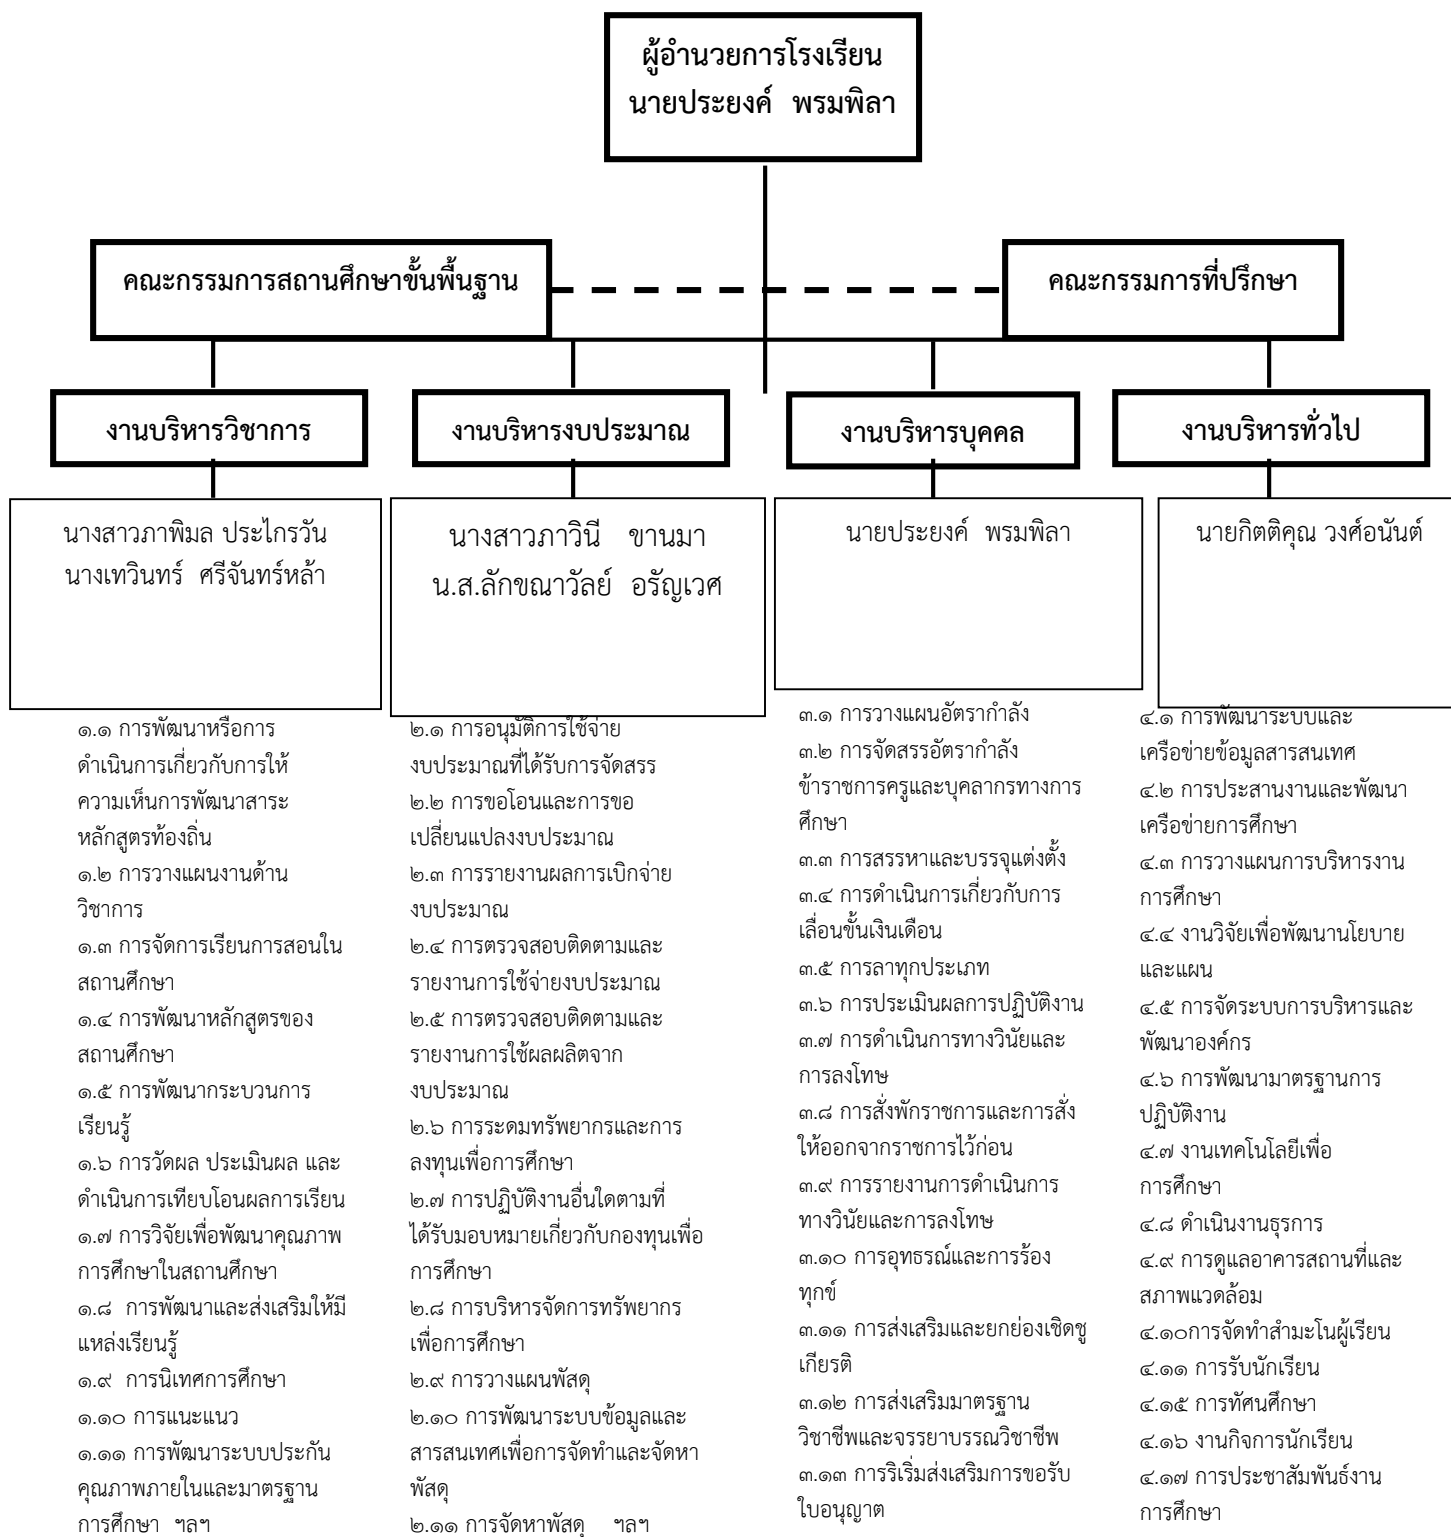 ผู้อำนวยการโรงเรียน
นายประยงค์ พรมพิลา
คณะกรรมการสถานศึกษาขั้นพื้นฐาน
คณะกรรมการที่ปรึกษา
งานบริหารวิชาการ
งานบริหารงบประมาณ
งานบริหารบุคคล
งานบริหารทั่วไป
นางสาวภาพิมล ประไกรวัน
นางเทวินทร์ ศรีจันทร์หล้า
นางสาวภาวินี ขานมา
น.ส.ลักขณาวัลย์ อรัญเวศ
นายประยงค์ พรมพิลา
นายกิตติคุณ วงศ์อนันต์
๑.๑ การพัฒนาหรือการ
ดำเนินการเกี่ยวกับการให้
ความเห็นการพัฒนาสาระ
หลักสูตรท้องถิ่น
๑.๒ การวางแผนงานด้าน
วิชาการ
๑.๓ การจัดการเรียนการสอนใน
สถานศึกษา
๑.๔ การพัฒนาหลักสูตรของ
สถานศึกษา
๑.๕ การพัฒนากระบวนการ
เรียนรู้
๑.๖ การวัดผล ประเมินผล และ
ดำเนินการเทียบโอนผลการเรียน
๑.๗ การวิจัยเพื่อพัฒนาคุณภาพ
การศึกษาในสถานศึกษา
๑.๘ การพัฒนาและส่งเสริมให้มี
แหล่งเรียนรู้
๑.๙ การนิเทศการศึกษา
๑.๑๐ การแนะแนว
๑.๑๑ การพัฒนาระบบประกัน
คุณภาพภายในและมาตรฐาน
การศึกษา ฯลฯ
๒.๑ การอนุมัติการใช้จ่าย
งบประมาณที่ได้รับการจัดสรร
๒.๒ การขอโอนและการขอ
เปลี่ยนแปลงงบประมาณ
๒.๓ การรายงานผลการเบิกจ่าย
งบประมาณ
๒.๔ การตรวจสอบติดตามและ
รายงานการใช้จ่ายงบประมาณ
๒.๕ การตรวจสอบติดตามและ
รายงานการใช้ผลผลิตจาก
งบประมาณ
๒.๖ การระดมทรัพยากรและการ
ลงทุนเพื่อการศึกษา
๒.๗ การปฏิบัติงานอื่นใดตามที่
ได้รับมอบหมายเกี่ยวกับกองทุนเพื่อ
การศึกษา
๒.๘ การบริหารจัดการทรัพยากร
เพื่อการศึกษา
๒.๙ การวางแผนพัสดุ
๒.๑๐ การพัฒนาระบบข้อมูลและ
สารสนเทศเพื่อการจัดทำและจัดหา
พัสดุ
๒.๑๑ การจัดหาพัสดุ ฯลฯ
๓.๑ การวางแผนอัตรากำลัง
๓.๒ การจัดสรรอัตรากำลัง
ข้าราชการครูและบุคลากรทางการ
ศึกษา
๓.๓ การสรรหาและบรรจุแต่งตั้ง
๓.๔ การดำเนินการเกี่ยวกับการ
เลื่อนขั้นเงินเดือน
๓.๕ การลาทุกประเภท
๓.๖ การประเมินผลการปฏิบัติงาน
๓.๗ การดำเนินการทางวินัยและ
การลงโทษ
๓.๘ การสั่งพักราชการและการสั่ง
ให้ออกจากราชการไว้ก่อน
๓.๙ การรายงานการดำเนินการ
ทางวินัยและการลงโทษ
๓.๑๐ การอุทธรณ์และการร้อง
ทุกข์
๓.๑๑ การส่งเสริมและยกย่องเชิดชู
เกียรติ
๓.๑๒ การส่งเสริมมาตรฐาน
วิชาชีพและจรรยาบรรณวิชาชีพ
๓.๑๓ การริเริ่มส่งเสริมการขอรับ
ใบอนุญาต
๔.๑ การพัฒนาระบบและ
เครือข่ายข้อมูลสารสนเทศ
๔.๒ การประสานงานและพัฒนา
เครือข่ายการศึกษา
๔.๓ การวางแผนการบริหารงาน
การศึกษา
๔.๔ งานวิจัยเพื่อพัฒนานโยบาย
และแผน
๔.๕ การจัดระบบการบริหารและ
พัฒนาองค์กร
๔.๖ การพัฒนามาตรฐานการ
ปฏิบัติงาน
๔.๗ งานเทคโนโลยีเพื่อ
การศึกษา
๔.๘ ดำเนินงานธุรการ
๔.๙ การดูแลอาคารสถานที่และ
สภาพแวดล้อม
๔.๑๐การจัดทำสำมะโนผู้เรียน
๔.๑๑ การรับนักเรียน
๔.๑๕ การทัศนศึกษา
๔.๑๖ งานกิจการนักเรียน
๔.๑๗ การประชาสัมพันธ์งาน
การศึกษา